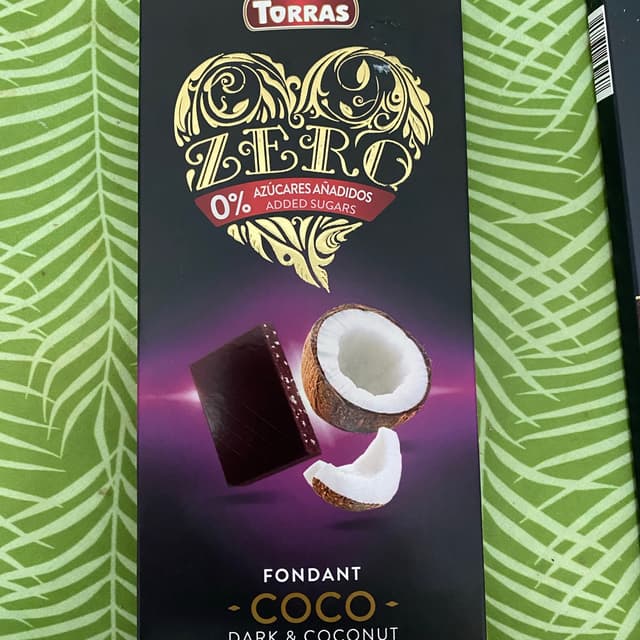 TORRAS
ZERO
0% AZÚCARES AÑADIDOS
ADDED SUGARS
FONDANT
- COCO -
DARK & COCONUT